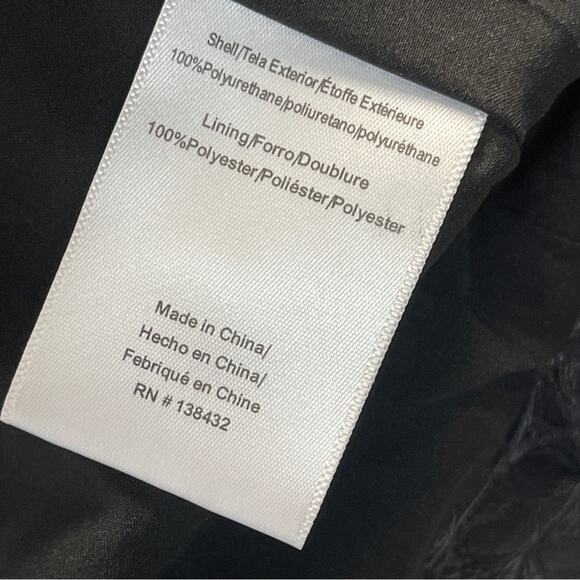 Shell/Tela Exterior/Étoffe Extérieure
100%Polyurethane/poliuretano/polyuréthane
Lining/Forro/Doublure
100%Polyester/Poliéster/Polyester
Made in China/
Hecho en China/
Febriqué en Chine
RN # 138432